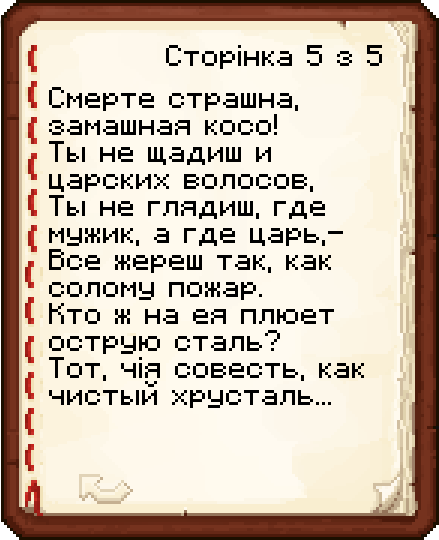 Сторінка 5 з 5
Смерте страшна,
замашная косо!
Ты не щадиш и
царских волосов,
Ты не глядиш, где
мужик, а где царь,–
Все жереш так, как
солому пожар.
Кто ж на ея плюет
острую сталь?
Тот, чія совесть, как
чистый хрусталь...